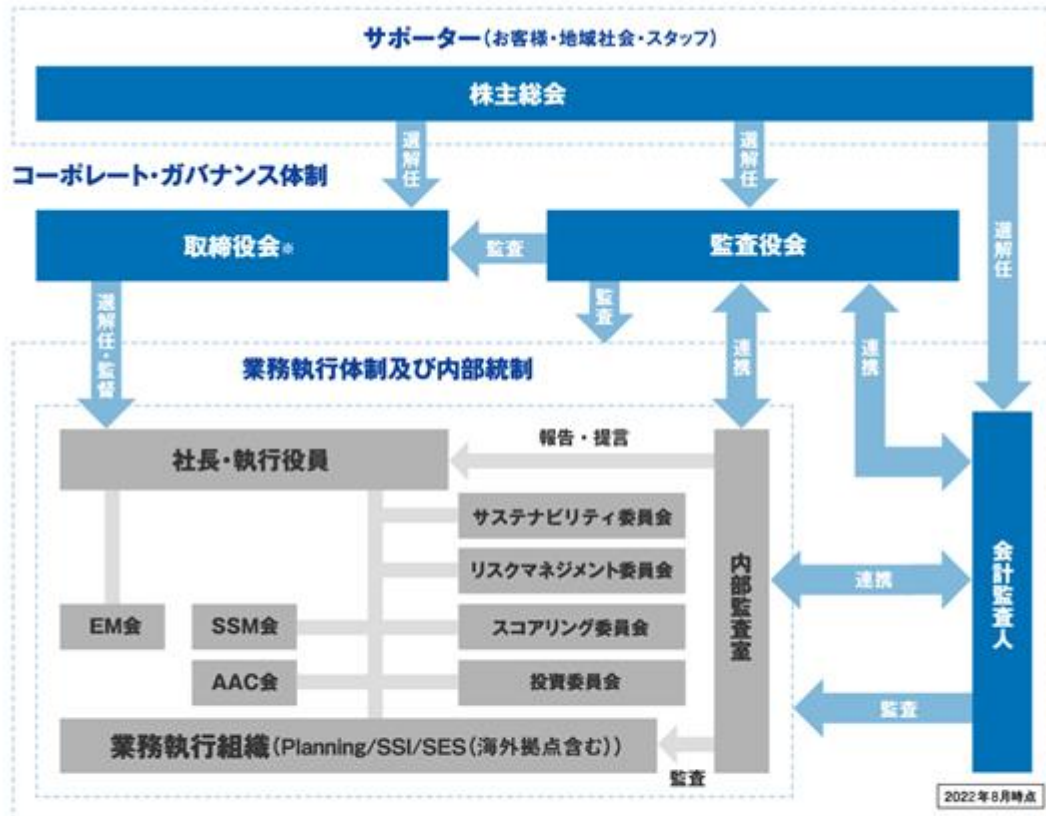 サポーター(お客様・地域社会・スタッフ)
株主総会
選解任
選解任
選解任
コーポレート・ガバナンス体制
取締役会※
監査
監査役会
選解任・監督
監査
連携
連携
業務執行体制及び内部統制
社長・執行役員
報告・提言
サステナビリティ委員会
リスクマネジメント委員会
内部監査室
連携
会計監査人
EM会
SSM会
スコアリング委員会
AAC会
投資委員会
監査
業務執行組織(Planning/SSI/SES(海外拠点含む))
監査
2022年8月時点